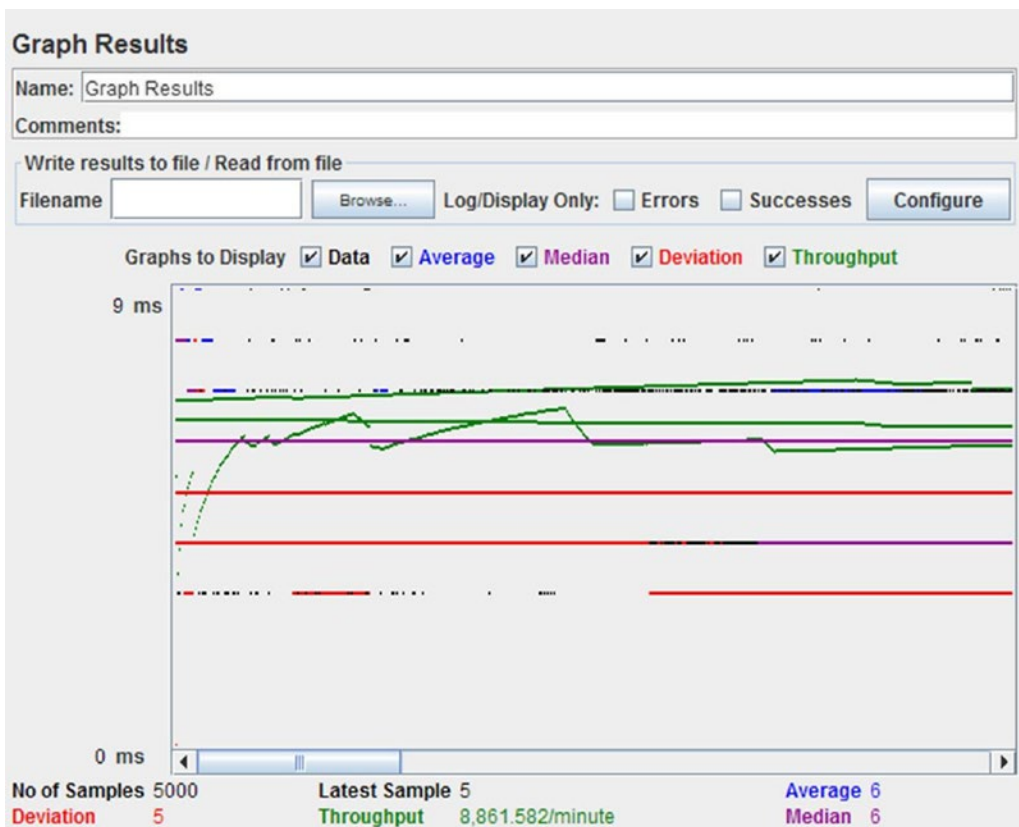 Graph Results
Name: Graph Results
Comments:
Write results to file / Read from file
Filename Browse... Log/Display Only: Errors Successes Configure
Graphs to Display Data Average Median Deviation Throughput
9 ms
0 ms
No of Samples 5000 Latest Sample 5 Average 6
Deviation 5 Throughput 8,861.582/minute Median 6